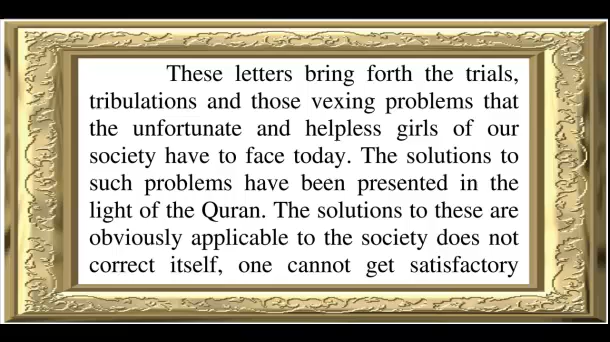 These letters bring forth the trials,
tribulations and those vexing problems that
the unfortunate and helpless girls of our
society have to face today. The solutions to
such problems have been presented in the
light of the Quran. The solutions to these are
obviously applicable to the society does not
correct itself, one cannot get satisfactory